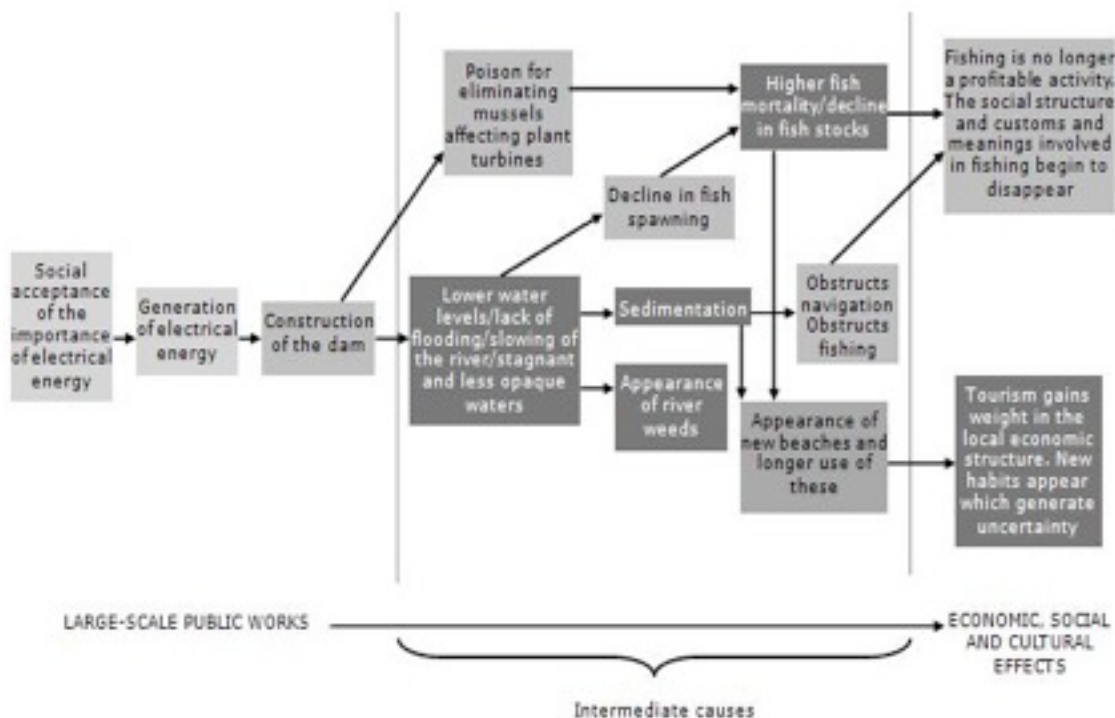 Social
acceptance
of the
importance
of electrical
energy
Generation
of electrical
energy
Construction
of the dam
Poison for
eliminating
mussels
affecting plant
turbines
Lower water
levels/lack of
flooding/slowing of
the river/stagnant
and less opaque
waters
Decline in fish
spawning
Sedimentation
Appearance
of river
weeds
Higher fish
mortality/decline
in fish stocks
Obstructs
navigation
Obstructs
fishing
Appearance of
new beaches and
longer use of
these
Fishing is no longer
a profitable activity.
The social structure
and customs and
meanings involved
in fishing begin to
disappear
Tourism gains
weight in the
local economic
structure. New
habits appear
which generate
uncertainty
LARGE-SCALE PUBLIC WORKS
ECONOMIC, SOCIAL
AND CULTURAL
EFFECTS
Intermediate causes